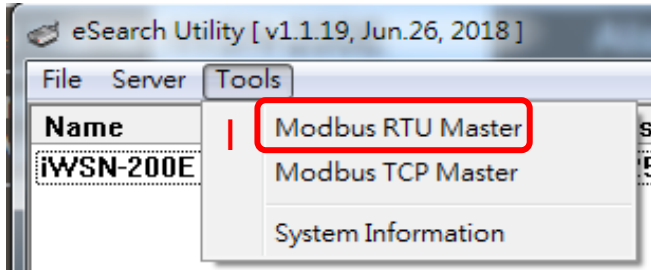 eSearch Utility [ v1.1.19, Jun.26, 2018 ]
File Server Tools
Name
Modbus RTU Master
iWSN-200E
Modbus TCP Master
System Information